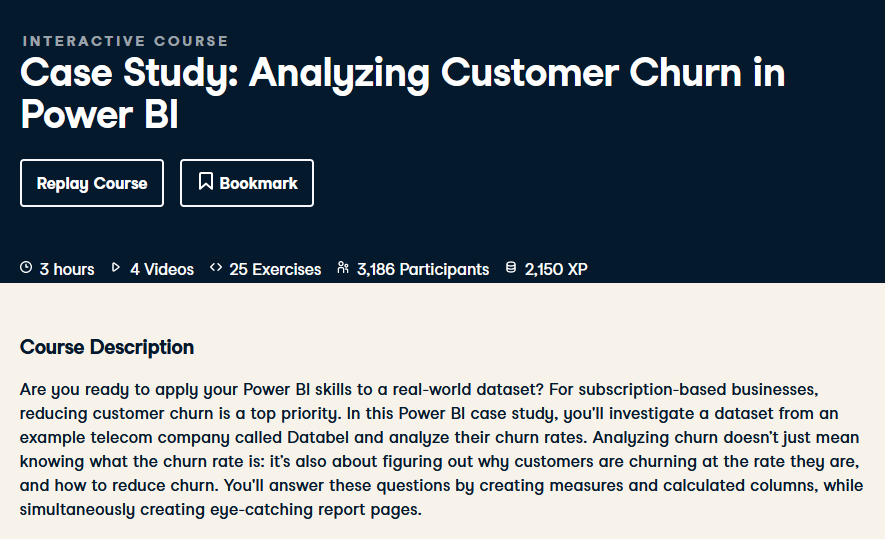 INTERACTIVE COURSE
Case Study: Analyzing Customer Churn in
Power BI
Replay Course Bookmark
3 hours 4 Videos 25 Exercises 3,186 Participants 2,150 XP
Course Description
Are you ready to apply your Power BI skills to a real-world dataset? For subscription-based businesses,
reducing customer churn is a top priority. In this Power BI case study, you'll investigate a dataset from an
example telecom company called Databel and analyze their churn rates. Analyzing churn doesn't just mean
knowing what the churn rate is: it's also about figuring out why customers are churning at the rate they are,
and how to reduce churn. You'll answer these questions by creating measures and calculated columns, while
simultaneously creating eye-catching report pages.